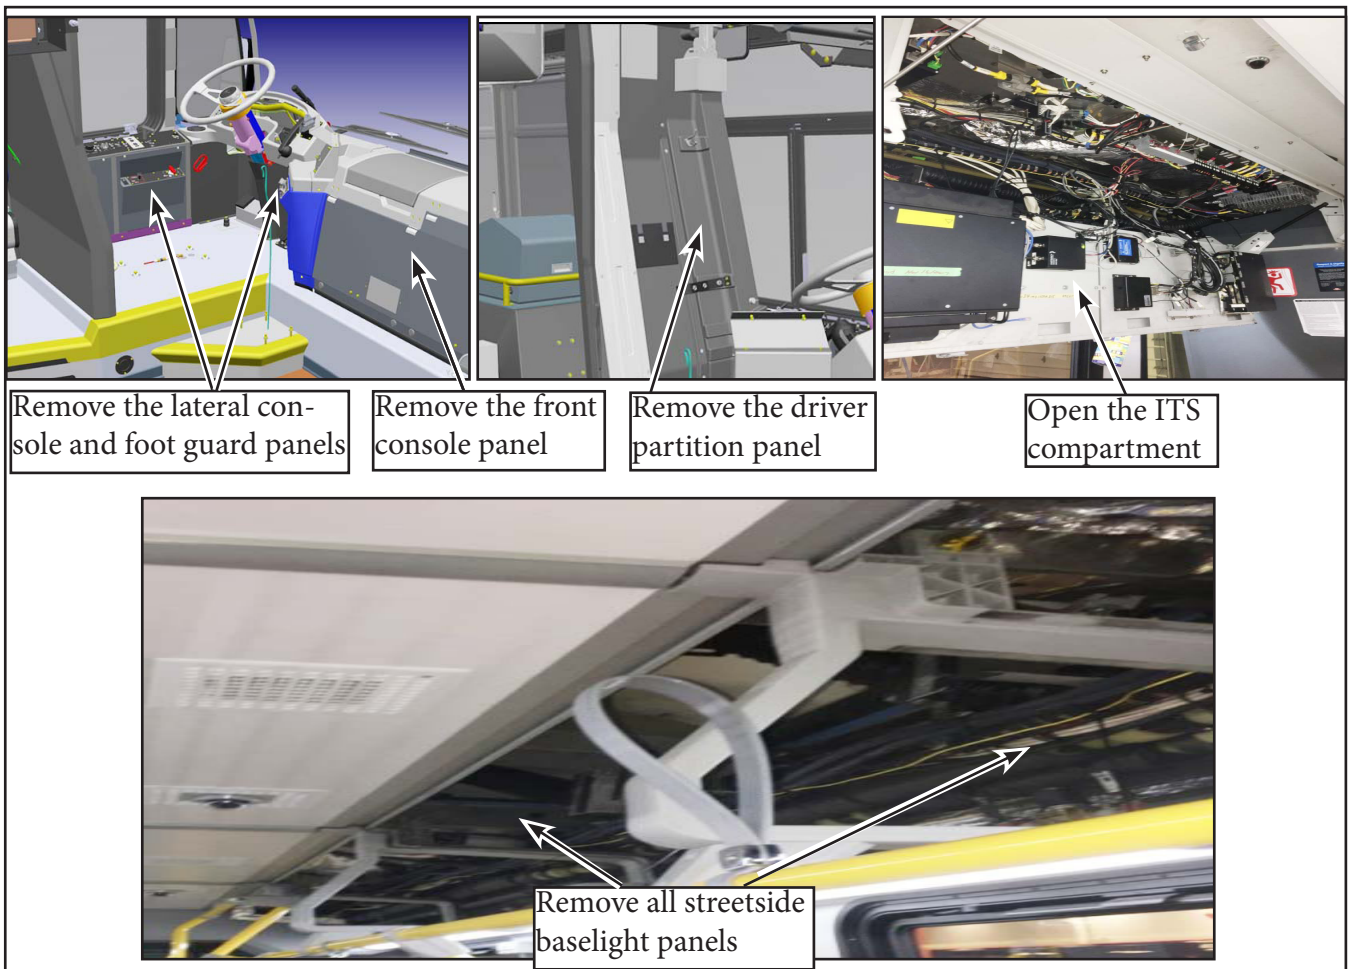 Remove the lateral con-
sole and foot guard panels
Remove the front
console panel
Remove the driver
partition panel
Open the ITS
compartment
Remove all streetside
baselight panels